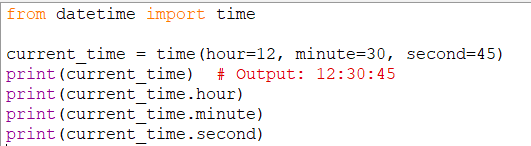 from datetime import time
current_time = time(hour=12, minute=30, second=45)
print(current_time)  # Output: 12:30:45
print(current_time.hour)
print(current_time.minute)
print(current_time.second)